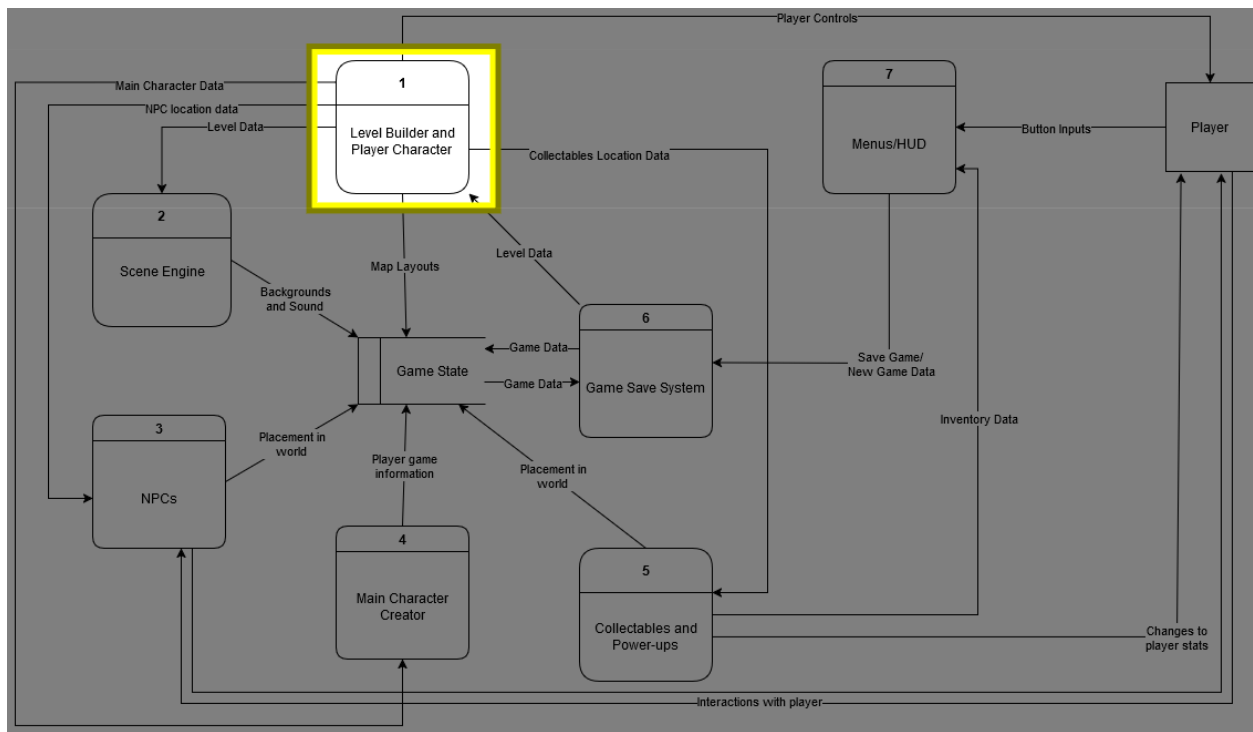 Player Controls
1
7
Main Character Data
NPC location data
Level Data
Level Builder and
Player Character
Collectables Location Data
Menus/HUD
Button Inputs
Player
2
Scene Engine
Map Layouts
Level Data
Backgrounds
and Sound
6
Game State
Game Data
Game Data
Game Save System
Save Game/
New Game Data
3
NPCs
Placement in
world
Player game
information
Placement in
world
Inventory Data
4
Main Character
Creator
5
Collectables and
Power-ups
Changes to
player stats
Interactions with player